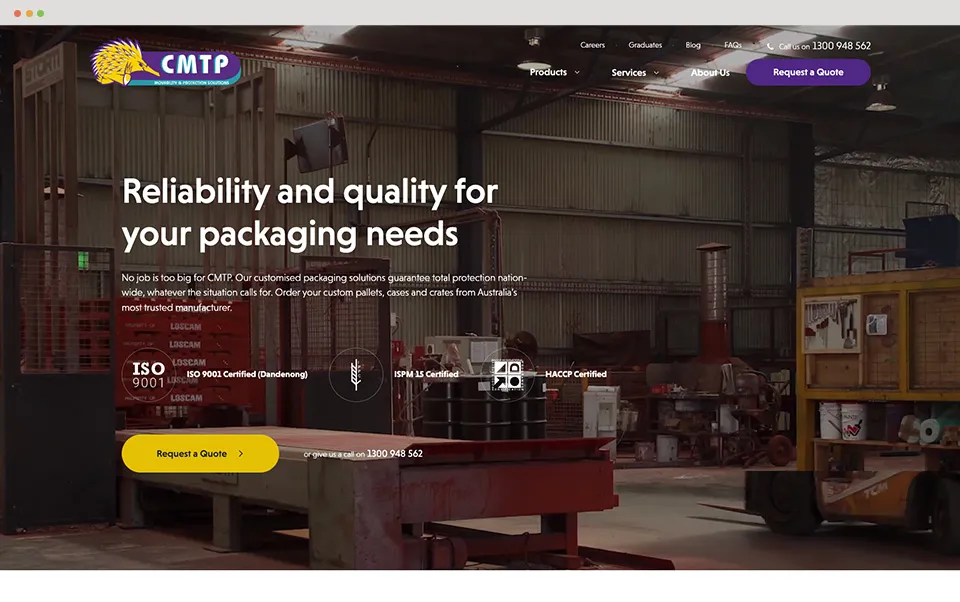 Careers
Graduates
Blog
FAQs
Call us on 1300 948 562
CMTP
Products
Services
About Us
Request a Quote
Reliability and quality for
your packaging needs
No job is too big for CMTP. Our customised packaging solutions guarantee total protection nation-
wide, whatever the situation calls for. Order your custom pallets, cases and crates from Australia's
most trusted manufacturer.
LOSCAM
LOSCAM
LOSCAM
LOSCAM
LOSCAM
ISO
9001
ISO 9001 Certified (Dandenong)
ISPM 15 Certified
HACCP Certified
Request a Quote
or give us a call on 1300 948 562
TCM